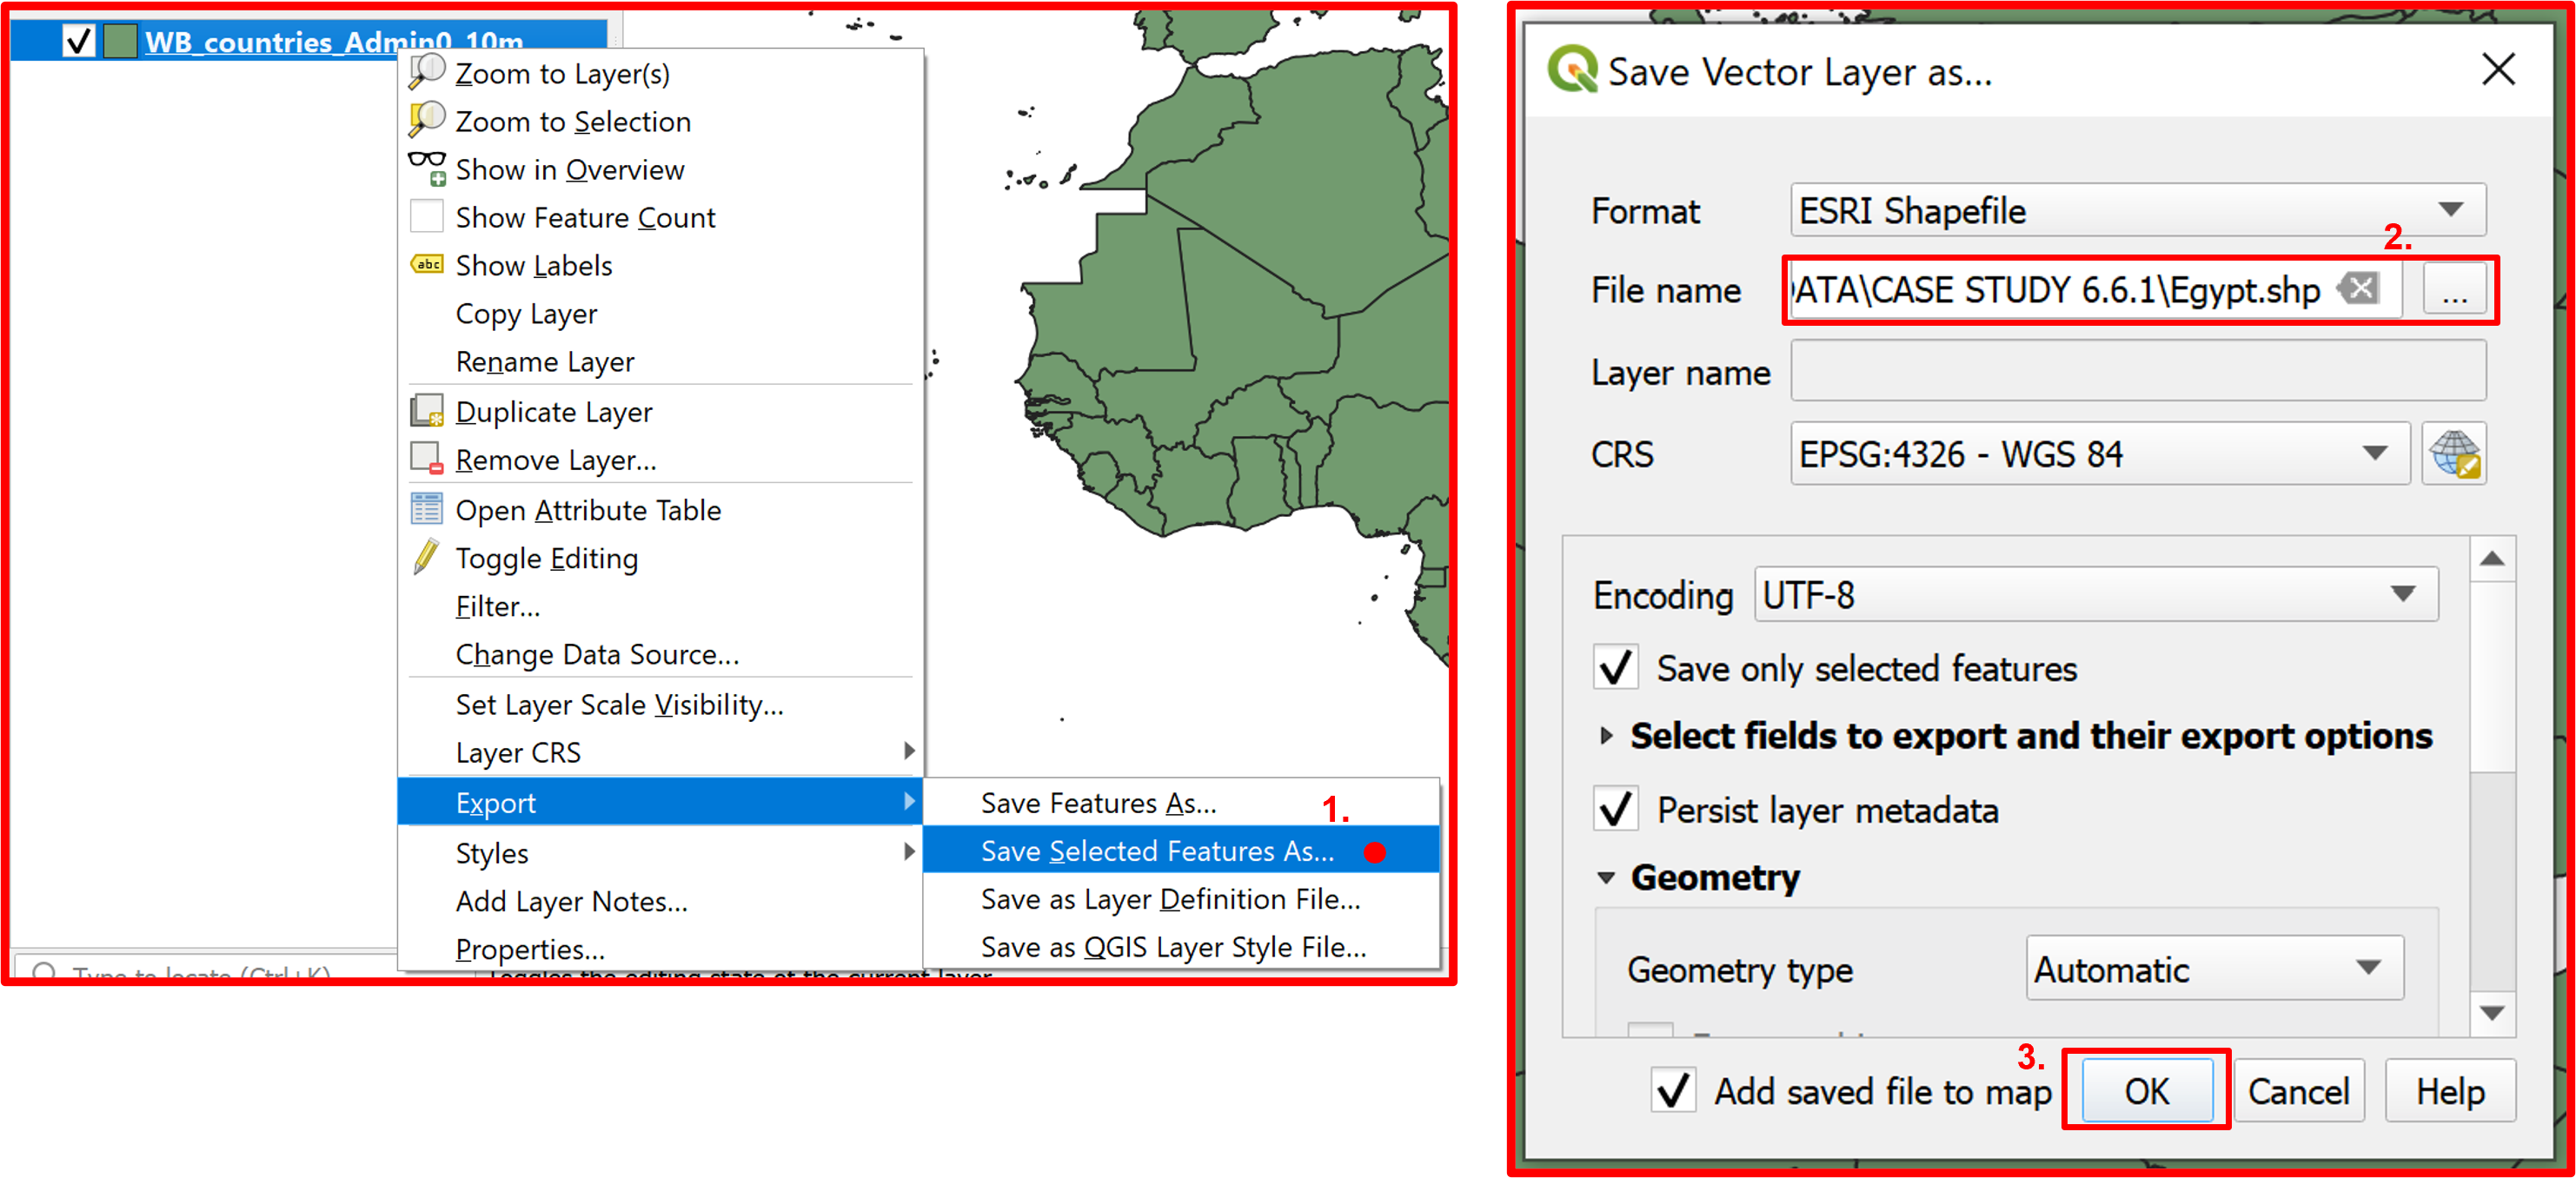 WB_countries_Admin0_10m
Zoom to Layer(s)
Zoom to Selection
Show in Overview
Show Feature Count
abc
Show Labels
Copy Layer
Rename Layer
Duplicate Layer
Remove Layer...
Open Attribute Table
Toggle Editing
Filter...
Change Data Source...
Set Layer Scale Visibility...
Layer CRS
Export
Styles
Add Layer Notes...
Properties...
Save Features As...
1.
Save Selected Features As...
Save as Layer Definition File...
Save as QGIS Layer Style File...
Type to locate (Ctrl+K)
Toggles the editing state of the current layer
Save Vector Layer as...
Format
ESRI Shapefile
2.
File name
ATA\CASE STUDY 6.6.1\Egypt.shp
...
Layer name
CRS
EPSG:4326 - WGS 84
Encoding
UTF-8
Save only selected features
Select fields to export and their export options
Persist layer metadata
Geometry
Geometry type
Automatic
3.
Add saved file to map
OK
Cancel
Help